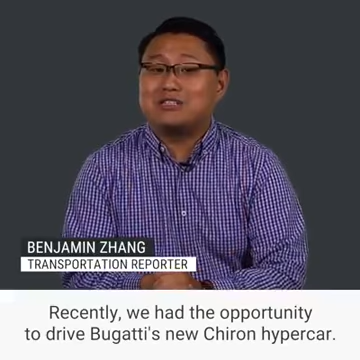 BENJAMIN ZHANG
TRANSPORTATION REPORTER
Recently, we had the opportunity
to drive Bugatti's new Chiron hypercar.